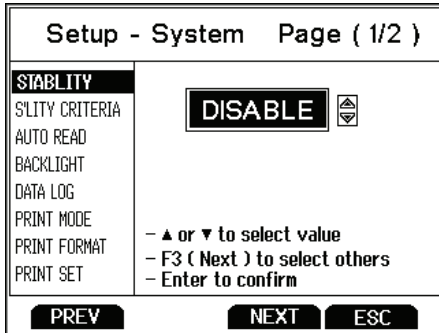 Setup - System Page ( 1/2 )
STABLITY
S'LITY CRITERIA
AUTO READ
BACKLIGHT
DATA LOG
PRINT MODE
PRINT FORMAT
PRINT SET
DISABLE
– ▲ or ▼ to select value
– F3 ( Next ) to select others
– Enter to confirm
PREV NEXT ESC